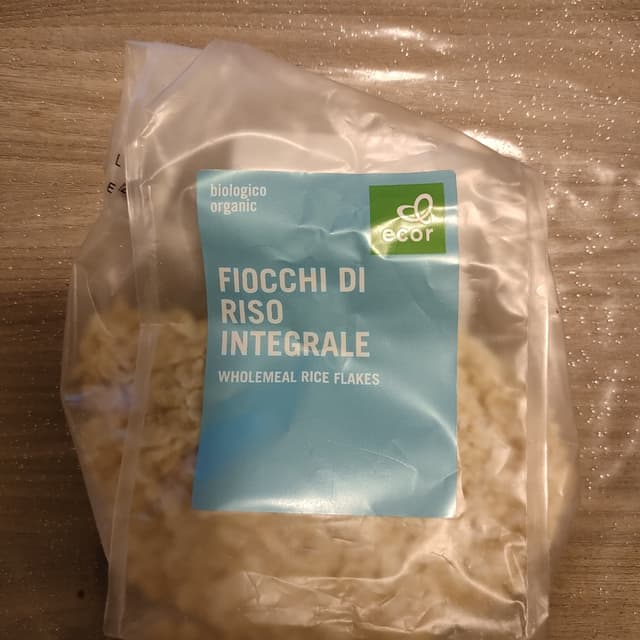 biologico
organic
ecor
FIOCCHI DI
RISO
INTEGRALE
WHOLEMEAL RICE FLAKES